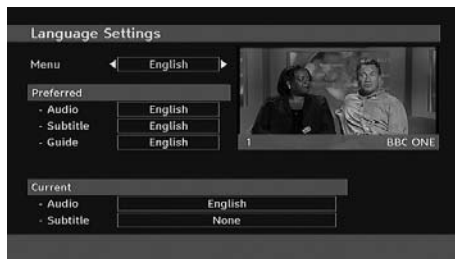 Language Settings
Menu English
Preferred
- Audio English
- Subtitle English
- Guide English
1 BBC ONE
Current
- Audio English
- Subtitle None